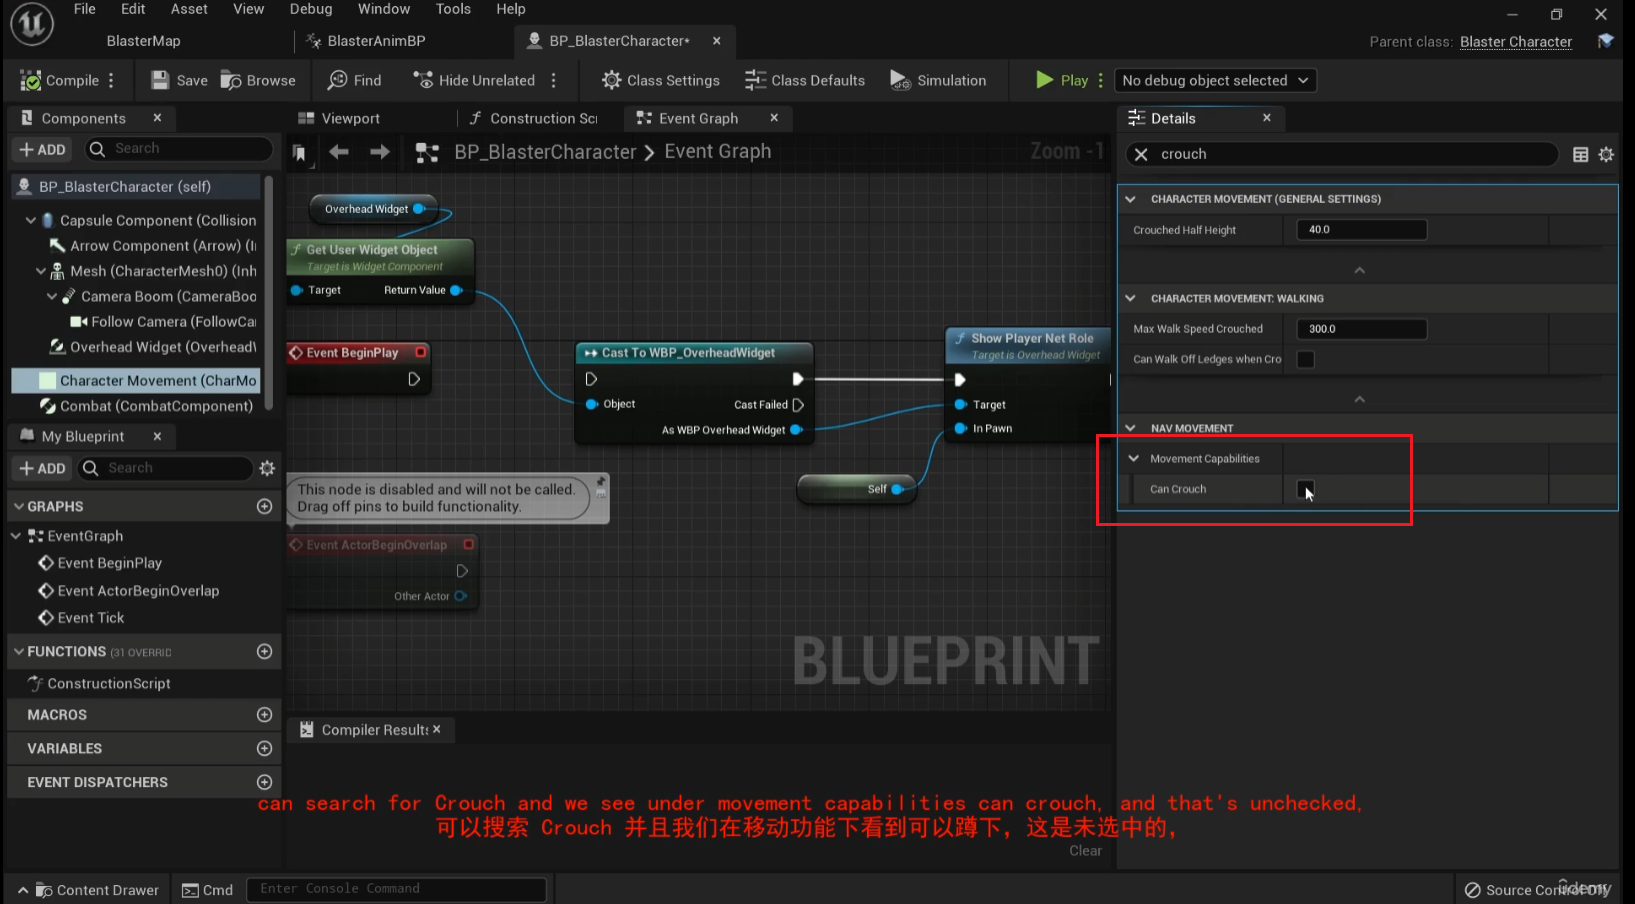 File Edit Asset View Debug Window Tools Help
BlasterMap
BlasterAnimBP
BP_BlasterCharacter*
Parent class: Blaster Character
Compile
Save
Browse
Find
Hide Unrelated
Class Settings
Class Defaults
Simulation
Play
No debug object selected
Components
ADD
Search
BP_BlasterCharacter (self)
Capsule Component (Collision
Arrow Component (Arrow) (I
Mesh (CharacterMesh0) (Inh
Camera Boom (CameraBoo
Follow Camera (FollowCa
Overhead Widget (Overhead
Character Movement (CharMo
Combat (CombatComponent)
My Blueprint
ADD
Search
GRAPHS
EventGraph
Event BeginPlay
Event ActorBeginOverlap
Event Tick
FUNCTIONS (31 OVERRID
ConstructionScript
MACROS
VARIABLES
EVENT DISPATCHERS
Viewport
Construction Scr
Event Graph
BP_BlasterCharacter > Event Graph
Zoom -1
Overhead Widget
Get User Widget Object
Target is Widget Component
Target Return Value
Event BeginPlay
Cast To WBP_OverheadWidget
Object
Cast Failed
As WBP Overhead Widget
Show Player Net Role
Target is Overhead Widget
Target
In Pawn
Self
This node is disabled and will not be called.
Drag off pins to build functionality.
Event ActorBeginOverlap
Other Actor
BLUEPRINT
Compiler Results
Details
crouch
CHARACTER MOVEMENT (GENERAL SETTINGS)
Crouched Half Height 40.0
CHARACTER MOVEMENT: WALKING
Max Walk Speed Crouched 300.0
Can Walk Off Ledges when Cro
NAV MOVEMENT
Movement Capabilities
Can Crouch
can search for Crouch and we see under movement capabilities can crouch, and that's unchecked,
可以搜索 Crouch 并且我们在移动功能下看到可以蹲下，这是未选中的，
Clear
Content Drawer
Cmd
Enter Console Command
Source Control Off
ûdemy